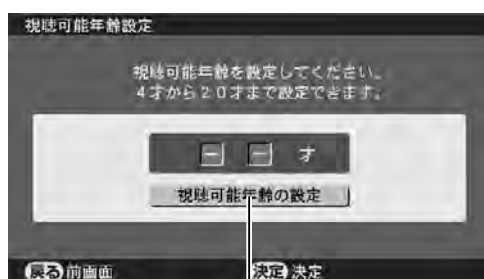 視聴可能年齢設定
視聴可能年齢を設定してください。
4才から20才まで設定できます。
－ － 才
視聴可能年齢の設定
戻る 前画面 決定 決定